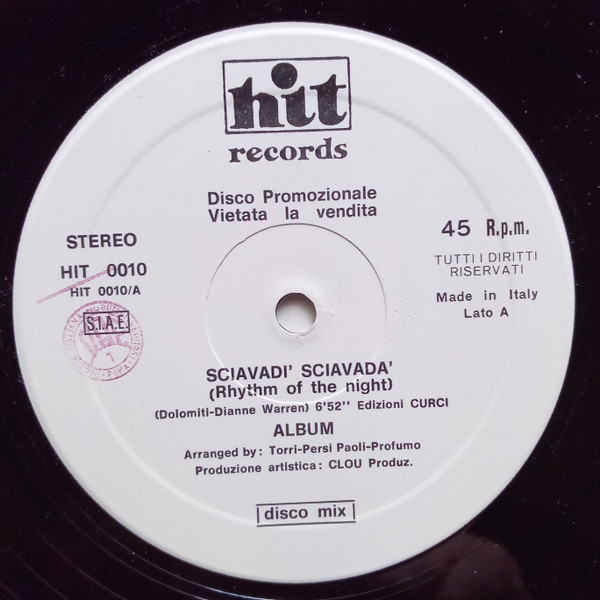 hit
records
Disco Promozionale
Vietata la vendita
STEREO
HIT 0010
HIT 0010/A
S.I.A.E.
1
ROMA
45 R.p.m.
TUTTI I DIRITTI
RISERVATI
Made in Italy
Lato A
SCIAVADI' SCIAVADA'
(Rhythm of the night)
(Dolomiti-Dianne Warren) 6'52'' Edizioni CURCI
ALBUM
Arranged by: Torri-Persi Paoli-Profumo
Produzione artistica: CLOU Produz.
disco mix